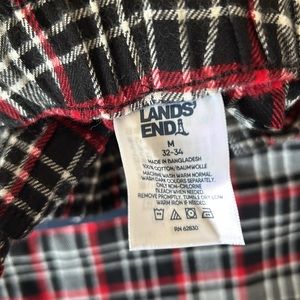 LANDS'
END
M
32-34
MADE IN BANGLADESH
100% COTTON/BAUMWOLLE
MACHINE WASH WARM NORMAL.
WASH DARK COLORS SEPARATELY.
ONLY NON-CHLORINE
BLEACH WHEN NEEDED.
REMOVE PROMPTLY. TUMBLE DRY LOW.
WARM IRON IF NEEDED.
RN 62830